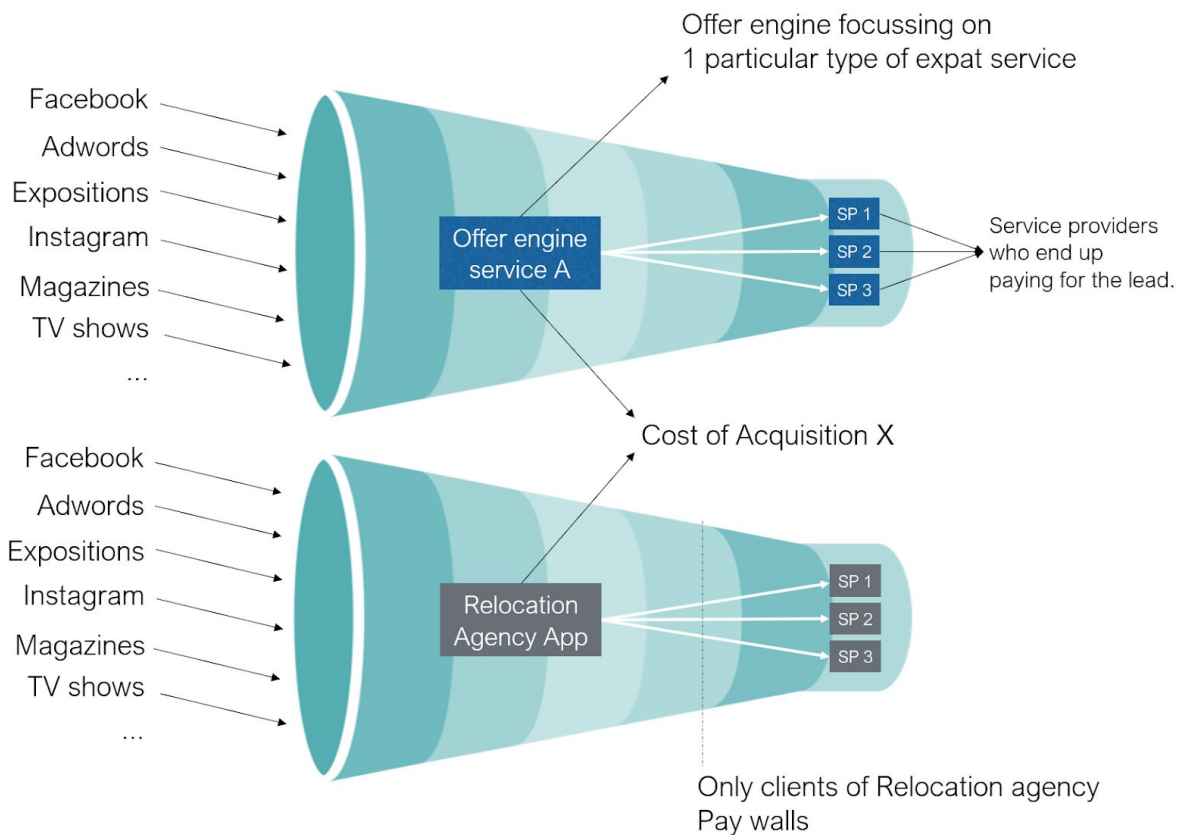 Offer engine focussing on
1 particular type of expat service
Facebook
Adwords
Expositions
Instagram
Magazines
TV shows
...
Offer engine
service A
SP 1
SP 2
SP 3
Service providers
who end up
paying for the lead.
Cost of Acquisition X
Facebook
Adwords
Expositions
Instagram
Magazines
TV shows
...
Relocation
Agency App
SP 1
SP 2
SP 3
Only clients of Relocation agency
Pay walls